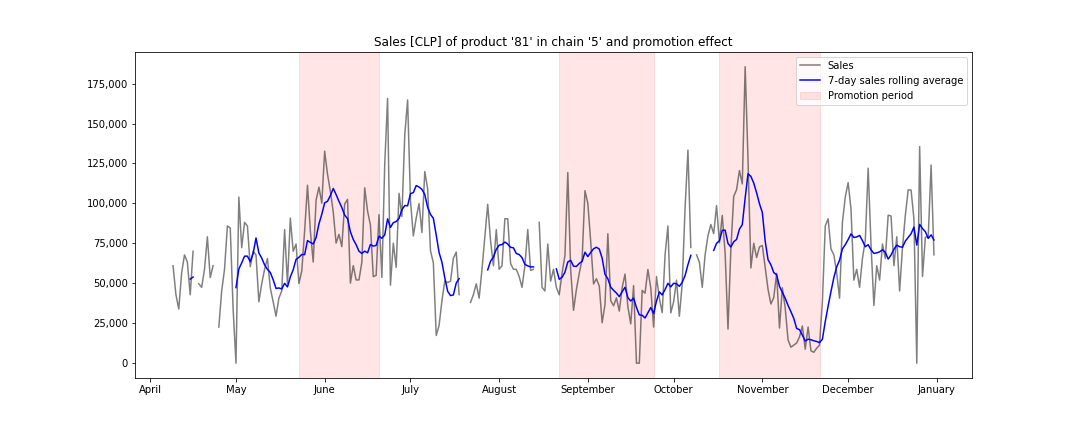 Sales [CLP] of product '81' in chain '5' and promotion effect
Sales
7-day sales rolling average
Promotion period
175,000
150,000
125,000
100,000
75,000
50,000
25,000
0
April May June July August September October November December January